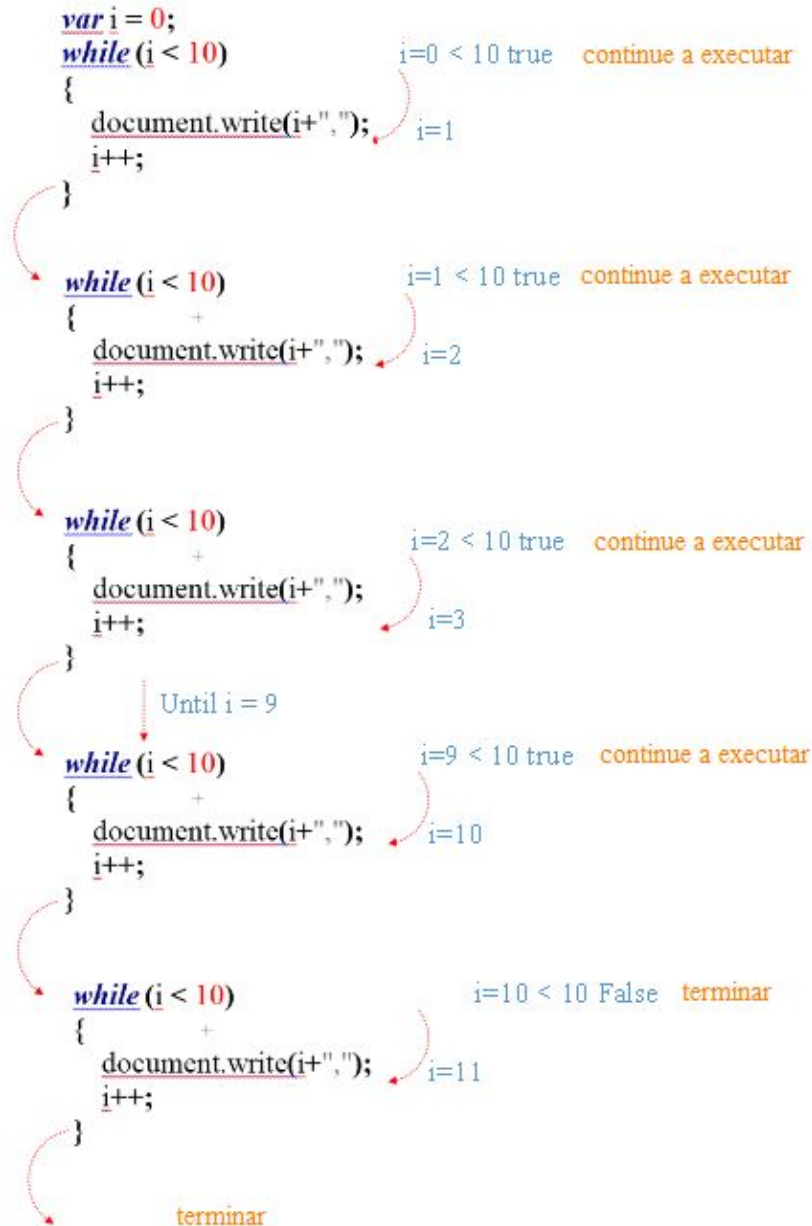 var i = 0;
while (i < 10) i=0 < 10 true continue a executar
{
document.write(i+","); i=1
i++;
}
while (i < 10) i=1 < 10 true continue a executar
{ +
document.write(i+","); i=2
i++;
}
while (i < 10) i=2 < 10 true continue a executar
{ +
document.write(i+",");
i++; i=3
}
Until i = 9
while (i < 10) i=9 < 10 true continue a executar
{ +
document.write(i+","); i=10
i++;
}
while (i < 10) i=10 < 10 False terminar
{ +
document.write(i+","); i=11
i++;
}
terminar